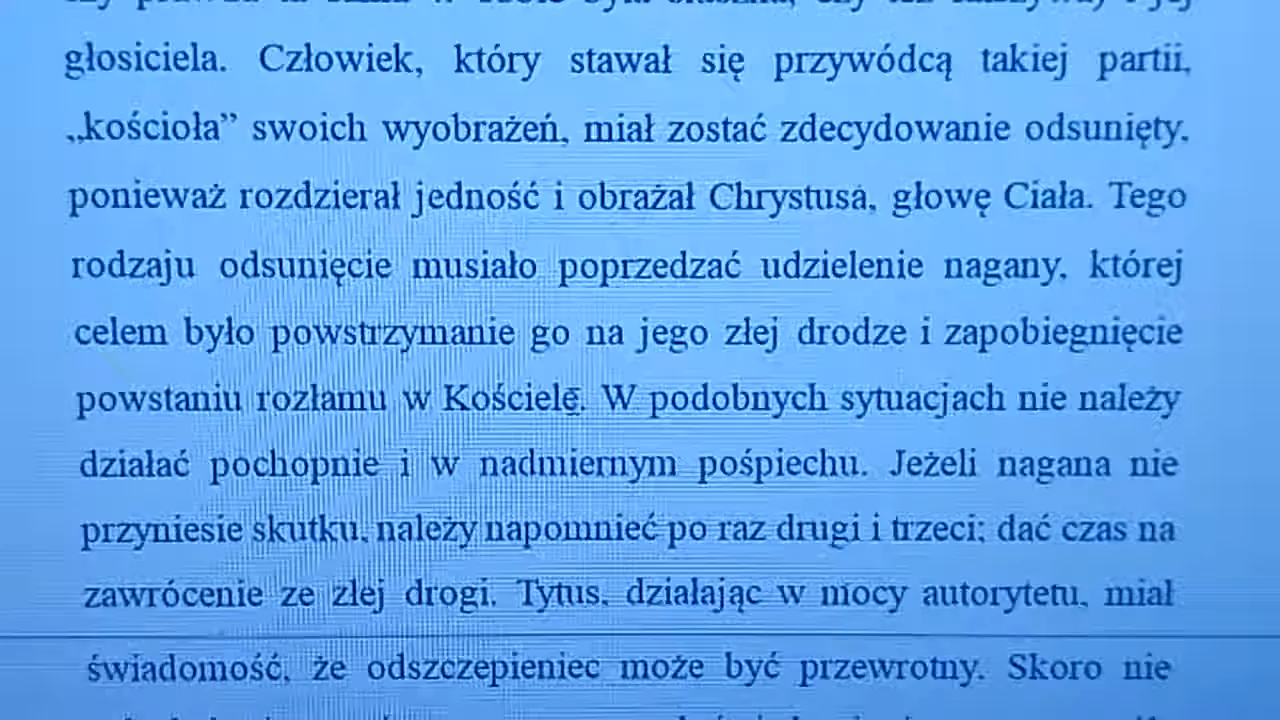 głosiciela. Człowiek, który stawał się przywódcą takiej partii,
„kościoła” swoich wyobrażeń, miał zostać zdecydowanie odsunięty,
ponieważ rozdzierał jedność i obrażał Chrystusa, głowę Ciała. Tego
rodzaju odsunięcie musiało poprzedzać udzielenie nagany, której
celem było powstrzymanie go na jego złej drodze i zapobiegnięcie
powstaniu rozłamu w Kościele. W podobnych sytuacjach nie należy
działać pochopnie i w nadmiernym pośpiechu. Jeżeli nagana nie
przyniesie skutku, należy napomnieć po raz drugi i trzeci; dać czas na
zawrócenie ze złej drogi. Tytus, działając w mocy autorytetu, miał
świadomość, że odszczepieniec może być przewrotny. Skoro nie